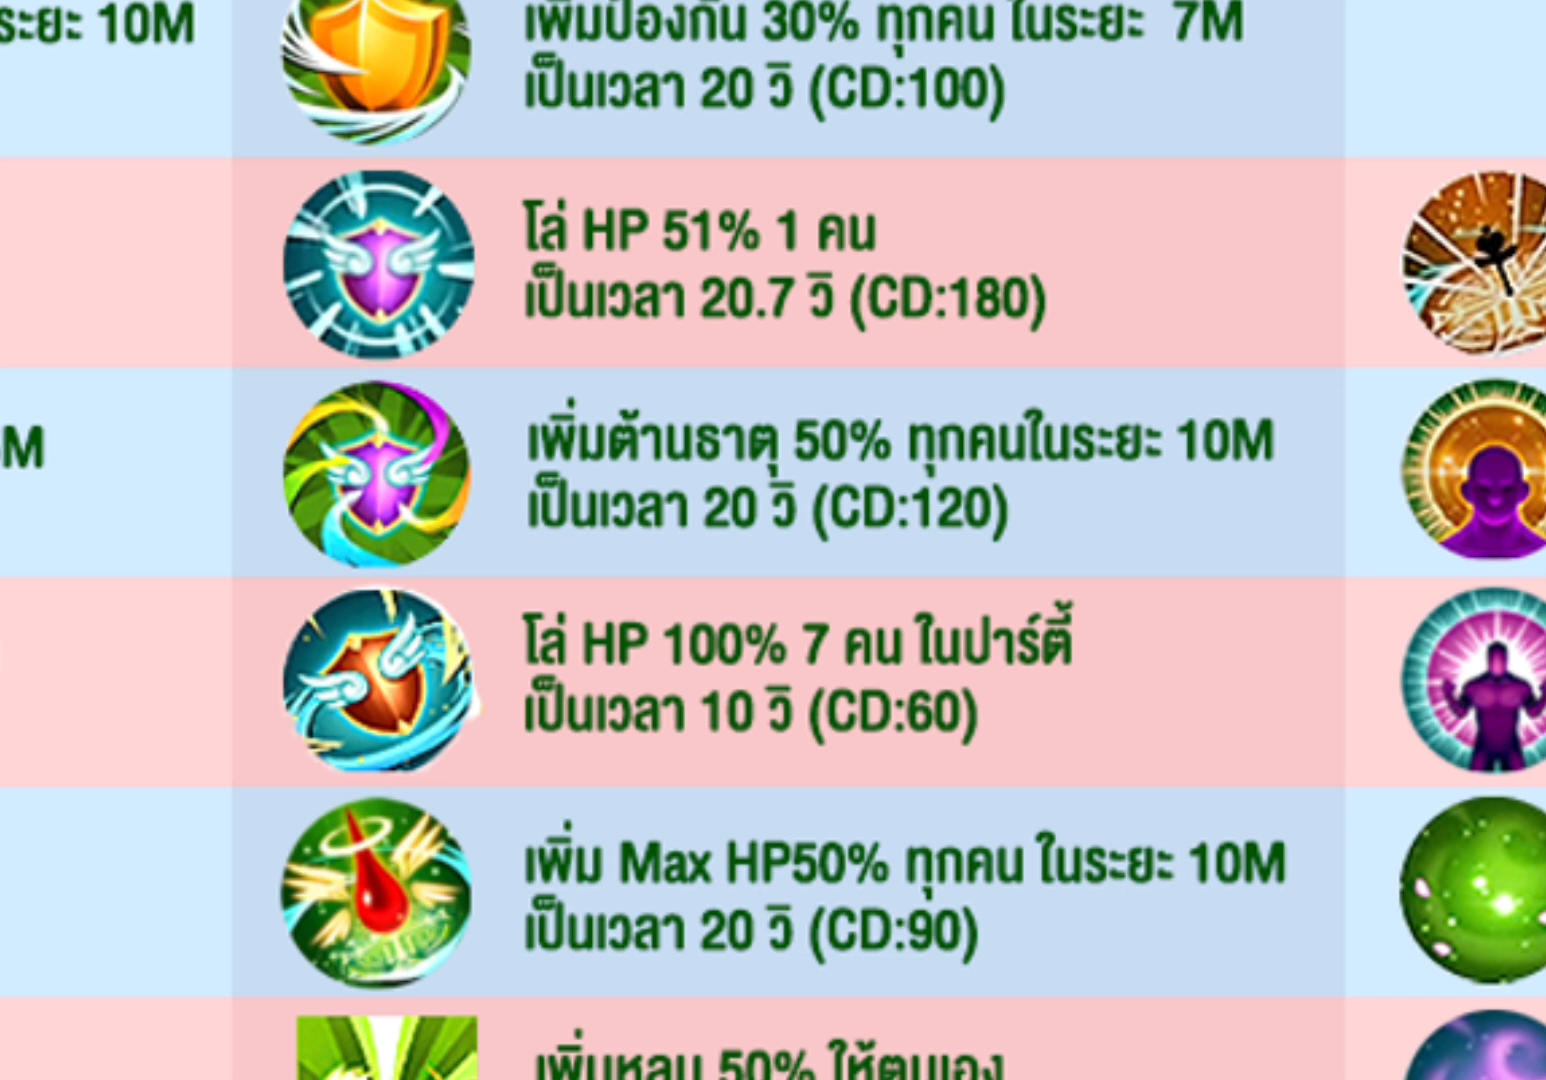 ระยะ 10M
เพิ่มป้องกัน 30% ทุกคน ในระยะ 7M
เป็นเวลา 20 วิ (CD:100)
โล่ HP 51% 1 คน
เป็นเวลา 20.7 วิ (CD:180)
M
เพิ่มต้านธาตุ 50% ทุกคนในระยะ 10M
เป็นเวลา 20 วิ (CD:120)
โล่ HP 100% 7 คน ในปาร์ตี้
เป็นเวลา 10 วิ (CD:60)
เพิ่ม Max HP50% ทุกคน ในระยะ 10M
เป็นเวลา 20 วิ (CD:90)
เพิ่มหลบ 50% ให้ตนเอง